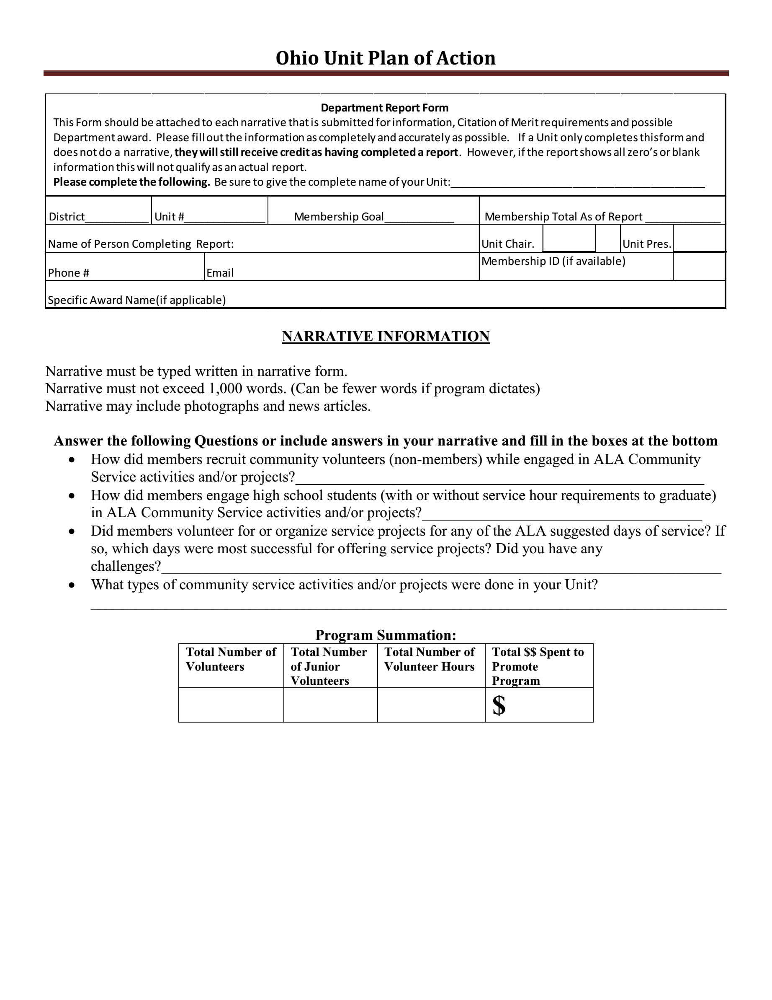 Ohio Unit Plan of Action
Department Report Form
This Form should be attached to each narrative that is submitted for information, Citation of Merit requirements and possible
Department award. Please fill out the information as completely and accurately as possible. If a Unit only completes this form and
does not do a narrative, they will still receive credit as having completed a report. However, if the report shows all zero's or blank
information this will not qualify as an actual report.
Please complete the following. Be sure to give the complete name of your Unit:____________________________________
District___________ Unit #______________ Membership Goal____________ Membership Total As of Report _____________
Name of Person Completing Report: Unit Chair. Unit Pres.
Phone # Email Membership ID (if available)
Specific Award Name(if applicable)
NARRATIVE INFORMATION
Narrative must be typed written in narrative form.
Narrative must not exceed 1,000 words. (Can be fewer words if program dictates)
Narrative may include photographs and news articles.
Answer the following Questions or include answers in your narrative and fill in the boxes at the bottom
• How did members recruit community volunteers (non-members) while engaged in ALA Community
Service activities and/or projects?______________________________________________________
• How did members engage high school students (with or without service hour requirements to graduate)
in ALA Community Service activities and/or projects?_____________________________________
• Did members volunteer for or organize service projects for any of the ALA suggested days of service? If
so, which days were most successful for offering service projects? Did you have any
challenges?__________________________________________________________________________
• What types of community service activities and/or projects were done in your Unit?
____________________________________________________________________________________
Program Summation:
Total Number of Volunteers
Total Number of Junior Volunteers
Total Number of Volunteer Hours
Total $$ Spent to Promote Program
$